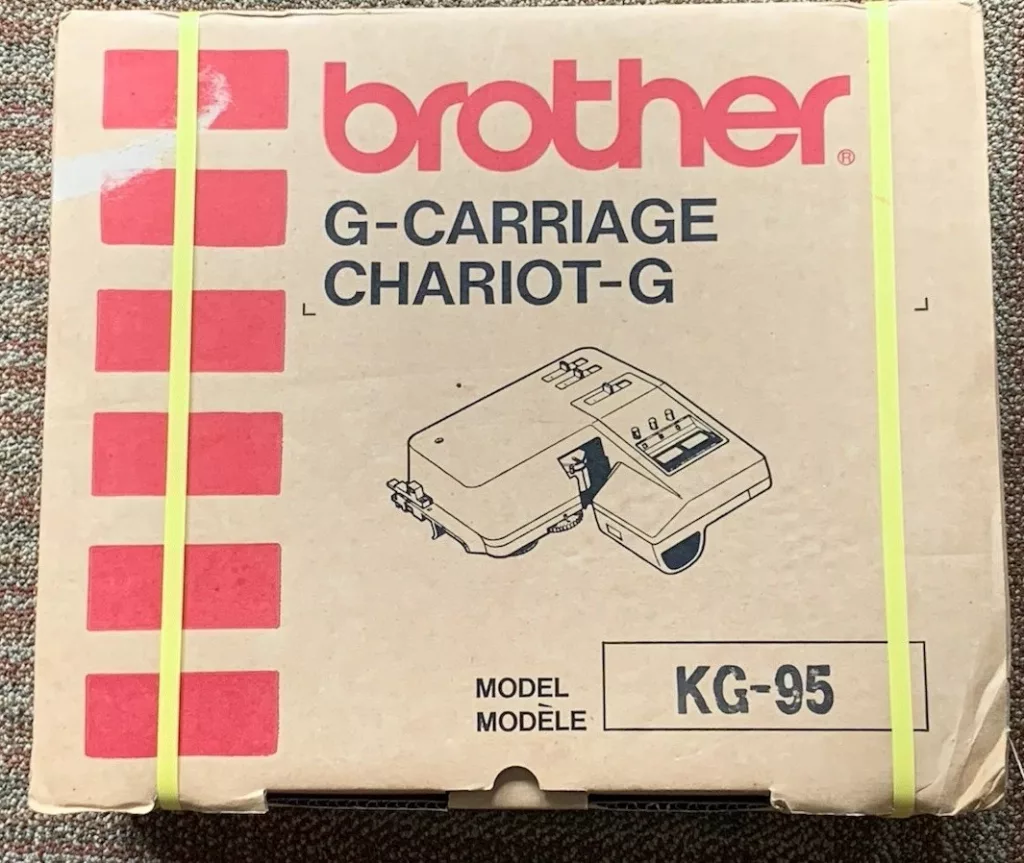 brother®
G-CARRIAGE
CHARIOT-G
MODEL
MODÈLE
KG-95